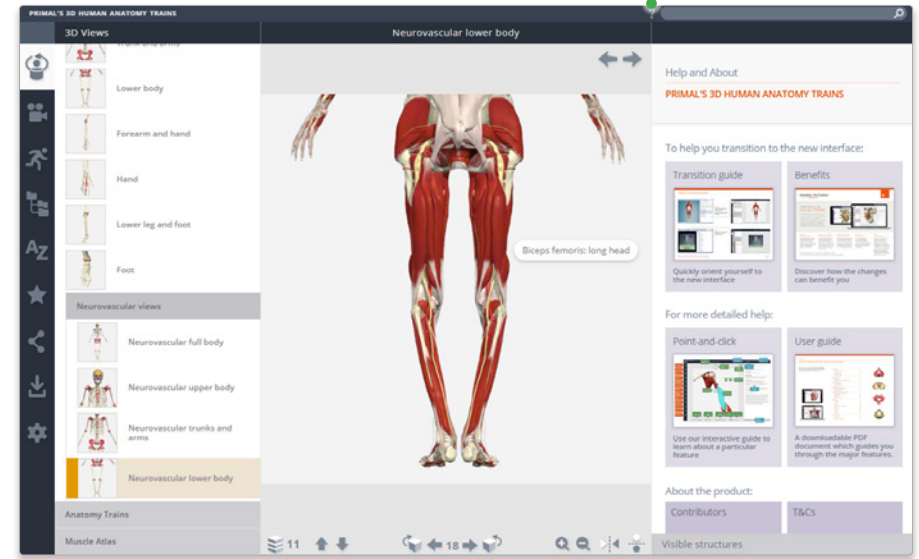 PRIMAL'S 3D HUMAN ANATOMY TRAINS
?
3D Views
Neurovascular lower body
Trunk and arms
Lower body
Forearm and hand
Hand
Lower leg and foot
Foot
Neurovascular views
Neurovascular full body
Neurovascular upper body
Neurovascular trunks and
arms
Neurovascular lower body
Anatomy Trains
Muscle Atlas
AZ
Biceps femoris: long head
11
18
Help and About
PRIMAL'S 3D HUMAN ANATOMY TRAINS
To help you transition to the new interface:
Transition guide
Quickly orient yourself to
the new interface
Benefits
Discover how the changes
can benefit you
For more detailed help:
Point-and-click
Use our interactive guide to
learn about a particular
feature
User guide
A downloadable PDF
document which guides you
through the major features.
About the product:
Contributors
T&Cs
Visible structures